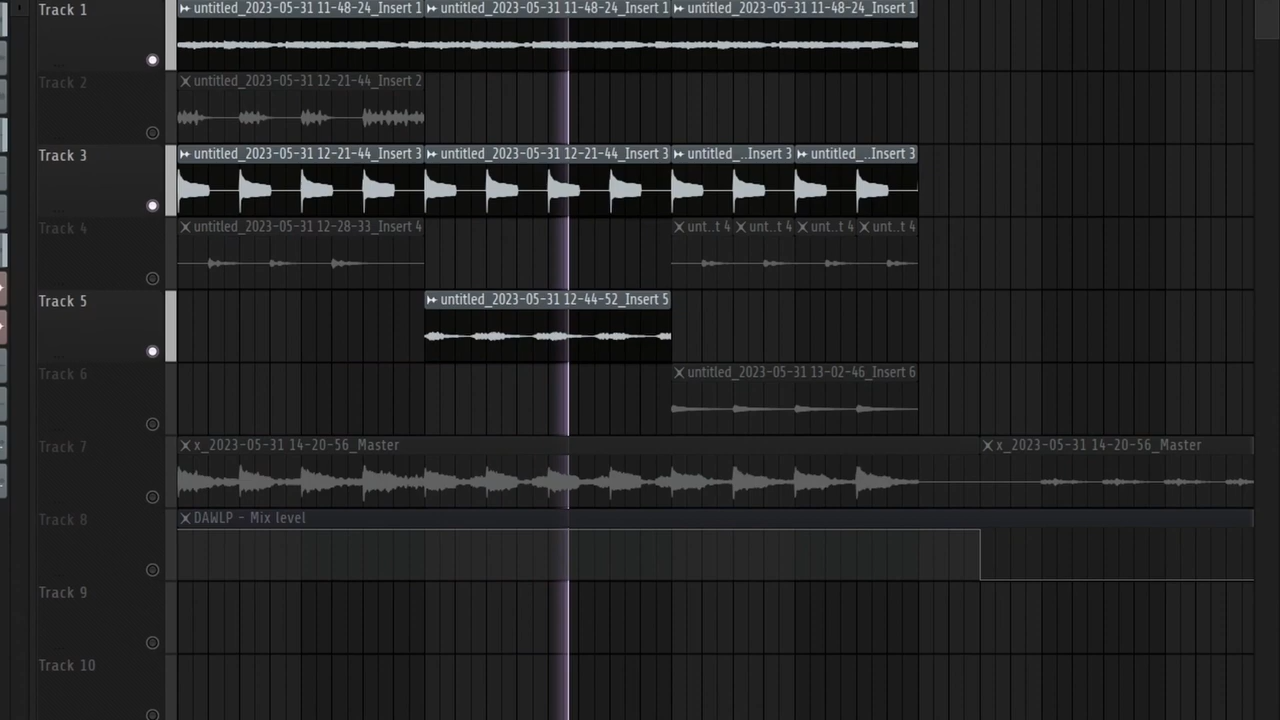 Track 1
untitled_2023-05-31 11-48-24_Insert 1
untitled_2023-05-31 11-48-24_Insert 1
untitled_2023-05-31 11-48-24_Insert 1
Track 2
untitled_2023-05-31 12-21-44_Insert 2
Track 3
untitled_2023-05-31 12-21-44_Insert 3
untitled_2023-05-31 12-21-44_Insert 3
untitled_..Insert 3
untitled_..Insert 3
Track 4
untitled_2023-05-31 12-28-33_Insert 4
unt..t 4
unt..t 4
unt..t 4
unt..t 4
Track 5
untitled_2023-05-31 12-44-52_Insert 5
Track 6
untitled_2023-05-31 13-02-46_Insert 6
Track 7
x_2023-05-31 14-20-56_Master
x_2023-05-31 14-20-56_Master
Track 8
DAWLP - Mix level
Track 9
Track 10